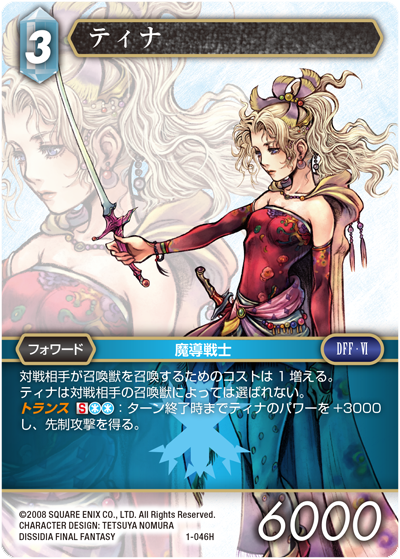 3
ティナ
フォワード 魔導戦士 DFF・Ⅵ
対戦相手が召喚獣を召喚するためのコストは 1 増える。
ティナは対戦相手の召喚獣によっては選ばれない。
トランス S：ターン終了時までティナのパワーを +3000
し、先制攻撃を得る。
©2008 SQUARE ENIX CO., LTD. All Rights Reserved.
CHARACTER DESIGN: TETSUYA NOMURA
DISSIDIA FINAL FANTASY 1-046H
6000